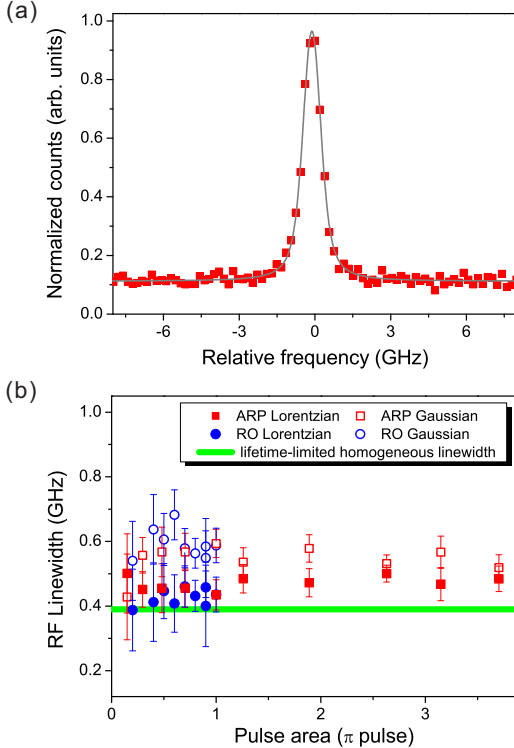 (a)
Normalized counts (arb. units)
1.0
0.8
0.6
0.4
0.2
0.0
-6 -3 0 3 6
Relative frequency (GHz)
(b)
RF Linewidth (GHz)
1.0
0.8
0.6
0.4
0.2
ARP Lorentzian ARP Gaussian
RO Lorentzian RO Gaussian
lifetime-limited homogeneous linewidth
0 1 2 3
Pulse area (π pulse)